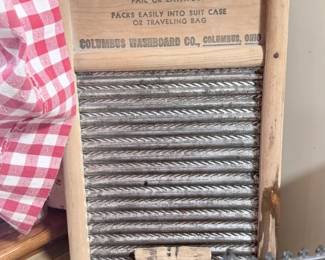 PACKS EASILY INTO SUIT CASE
OR TRAVELING BAG
COLUMBUS WASHBOARD CO., COLUMBUS, OHIO